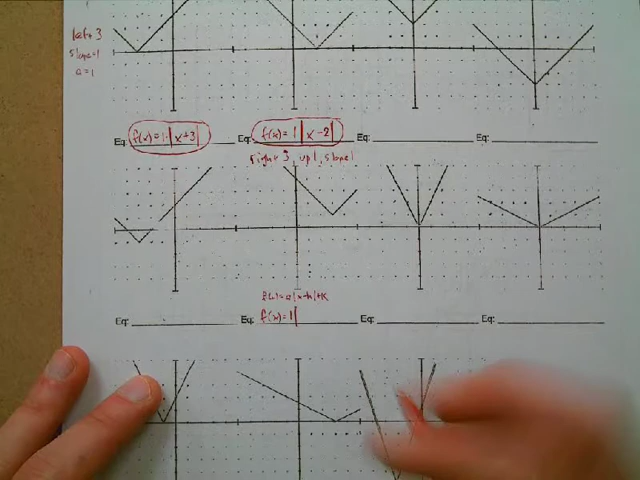 left 3
slope=1
a=1
Eq: f(x)=1·|x+3|
Eq: f(x)=1|x-2|
Eq:
Eq:
right 3, up 1, slope 1
f(x)=a|x-h|+k
Eq:
Eq: f(x)=1|
Eq:
Eq: